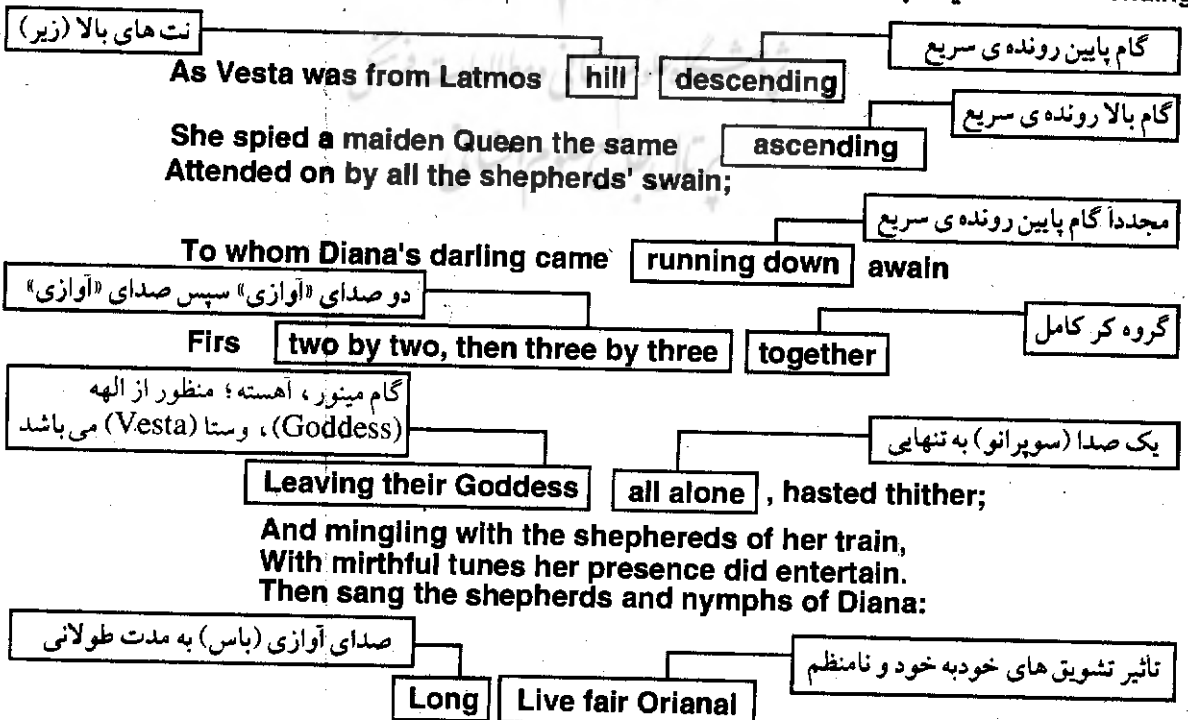 نت های بالا (زیر)
گام پایین رونده ی سریع
As Vesta was from Latmos hill descending
گام بالا رونده ی سریع
She spied a maiden Queen the same ascending
Attended on by all the shepherds' swain;
مجدداً گام پایین رونده ی سریع
To whom Diana's darling came running down awain
دو صدای «آوازی» سپس صدای «آوازی»
گروه کر کامل
Firs two by two, then three by three together
گام مینور، آهسته؛ منظور از الهه
(Goddess)، وستا (Vesta) می باشد
یک صدا (سوپرانو) به تنهایی
Leaving their Goddess all alone , hasted thither;
And mingling with the shephereds of her train,
With mirthful tunes her presence did entertain.
Then sang the shepherds and nymphs of Diana:
صدای آوازی (باس) به مدت طولانی
تأثیر تشویق های خودبه خود و نامنظم
Long Live fair Orianal